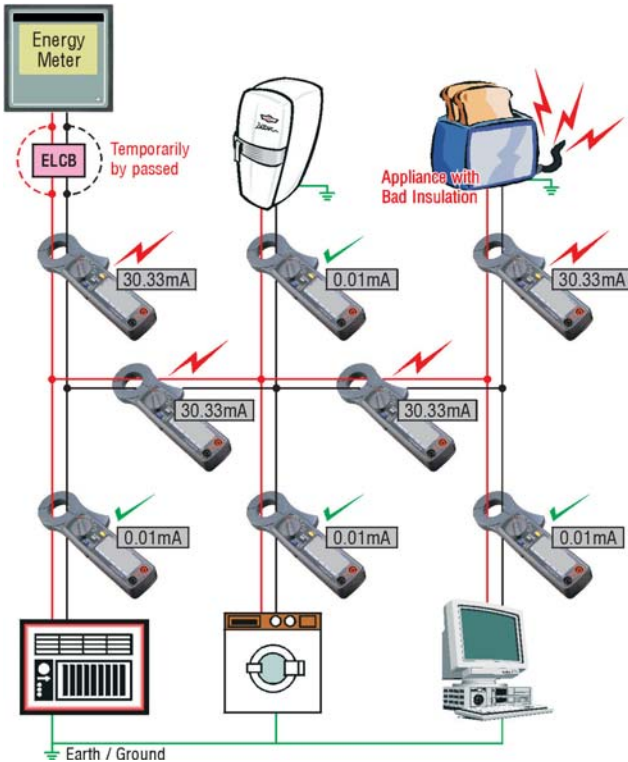 Energy
Meter
ELCB
Temporarily
by passed
Appliance with
Bad Insulation
30.33mA
0.01mA
30.33mA
30.33mA
30.33mA
0.01mA
0.01mA
0.01mA
Earth / Ground